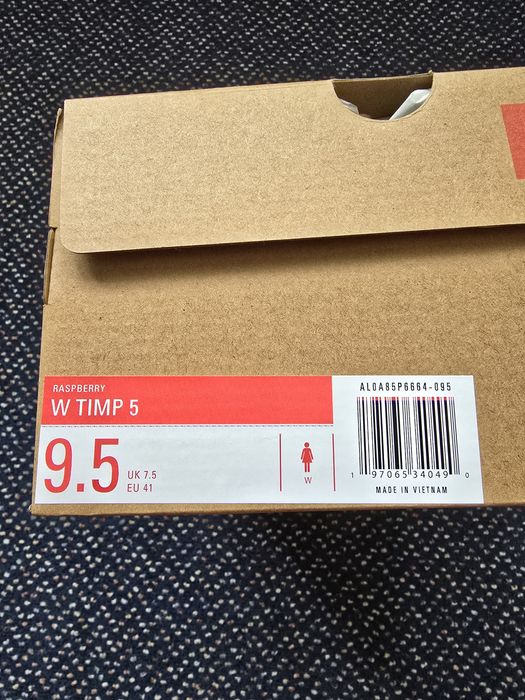 RASPBERRY
W TIMP 5
9.5
UK 7.5
EU 41
W
AL0A85P6664-095
1 97065 34049 0
MADE IN VIETNAM